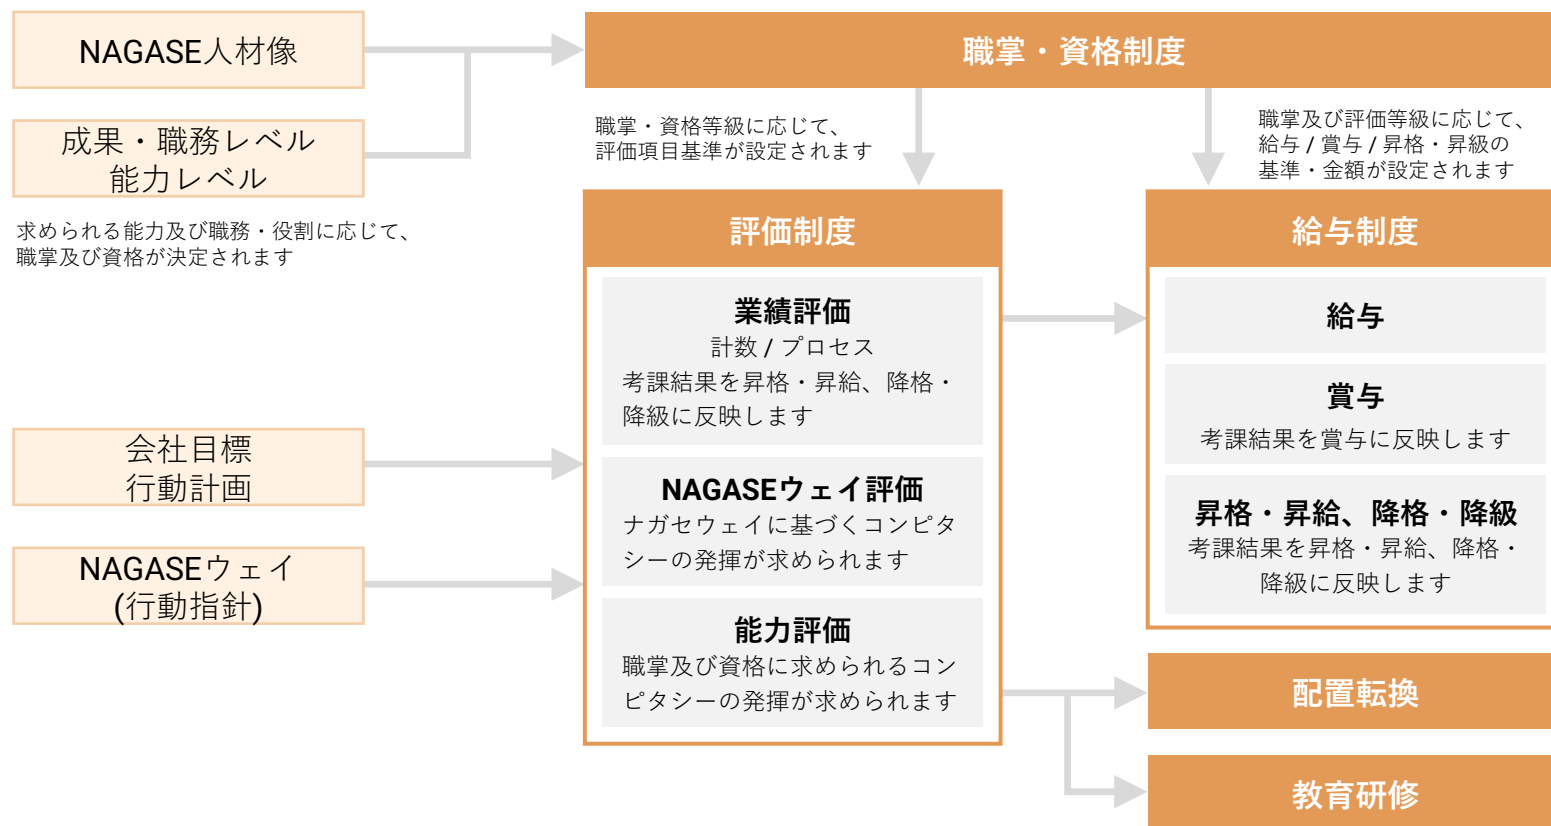 NAGASE人材像
職掌・資格制度
成果・職務レベル
能力レベル
求められる能力及び職務・役割に応じて、
職掌及び資格が決定されます
職掌・資格等級に応じて、
評価項目基準が設定されます
職掌及び評価等級に応じて、
給与 / 賞与 / 昇格・昇級の
基準・金額が設定されます
評価制度
業績評価
計数 / プロセス
考課結果を昇格・昇給、降格・
降級に反映します
NAGASEウェイ評価
ナガセウェイに基づくコンピタ
シーの発揮が求められます
能力評価
職掌及び資格に求められるコン
ピタシーの発揮が求められます
会社目標
行動計画
NAGASEウェイ
(行動指針)
給与制度
給与
賞与
考課結果を賞与に反映します
昇格・昇給、降格・降級
考課結果を昇格・昇給、降格・
降級に反映します
配置転換
教育研修